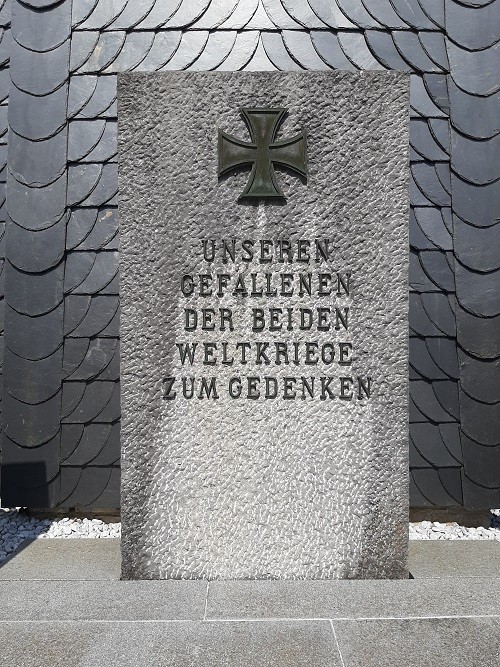 UNSEREN
GEFALLENEN
DER BEIDEN
WELTKRIEGE
ZUM GEDENKEN